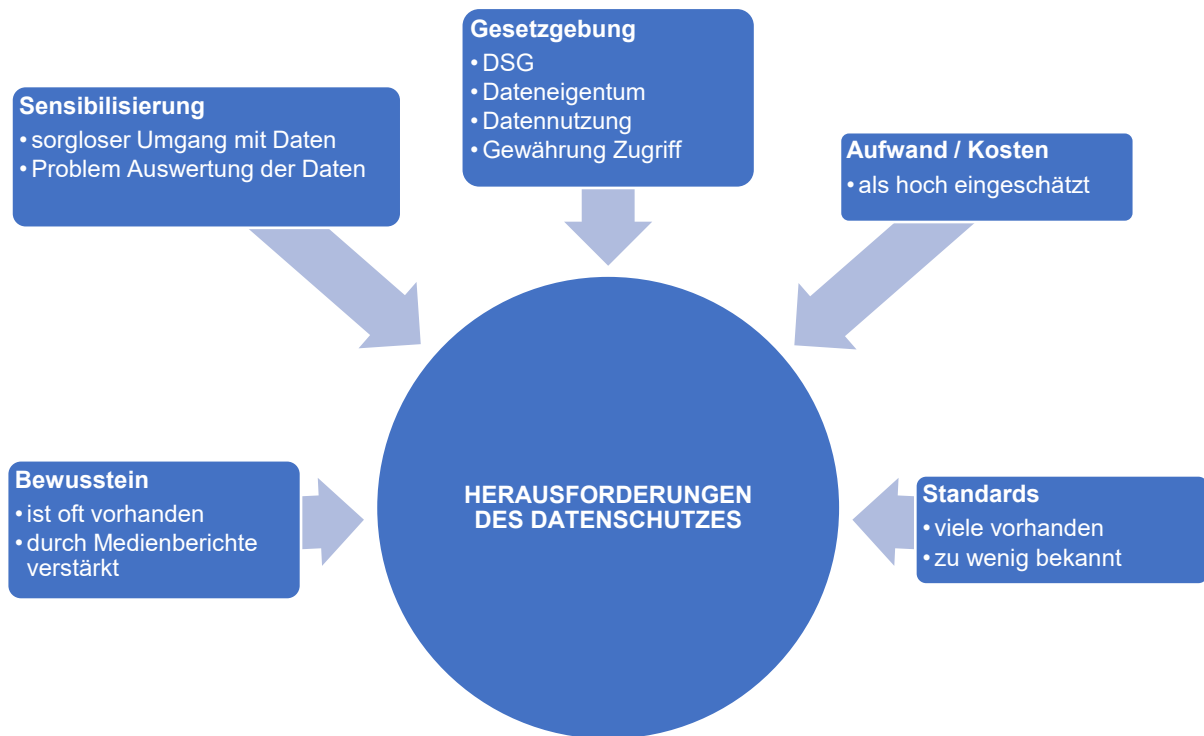 Gesetzgebung
• DSG
• Dateneigentum
• Datennutzung
• Gewährung Zugriff
Sensibilisierung
• sorgloser Umgang mit Daten
• Problem Auswertung der Daten
Aufwand / Kosten
• als hoch eingeschätzt
Bewusstein
• ist oft vorhanden
• durch Medienberichte
verstärkt
HERAUSFORDERUNGEN
DES DATENSCHUTZES
Standards
• viele vorhanden
• zu wenig bekannt